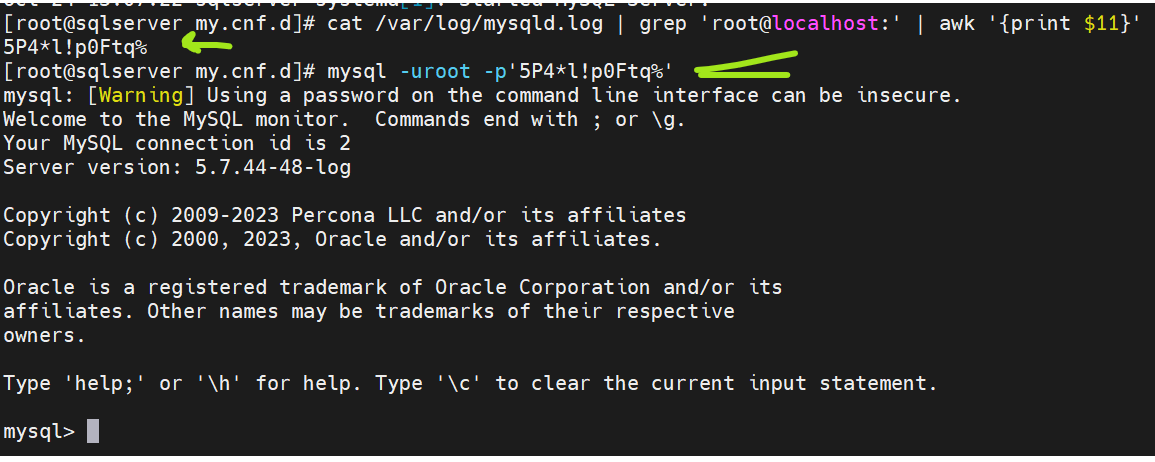 [root@sqlserver my.cnf.d]# cat /var/log/mysqld.log | grep 'root@localhost:' | awk '{print $11}'
5P4*l!p0Ftq%
[root@sqlserver my.cnf.d]# mysql -uroot -p'5P4*l!p0Ftq%'
mysql: [Warning] Using a password on the command line interface can be insecure.
Welcome to the MySQL monitor.  Commands end with ; or \g.
Your MySQL connection id is 2
Server version: 5.7.44-48-log
Copyright (c) 2009-2023 Percona LLC and/or its affiliates
Copyright (c) 2000, 2023, Oracle and/or its affiliates.
Oracle is a registered trademark of Oracle Corporation and/or its
affiliates. Other names may be trademarks of their respective
owners.
Type 'help;' or '\h' for help. Type '\c' to clear the current input statement.
mysql>